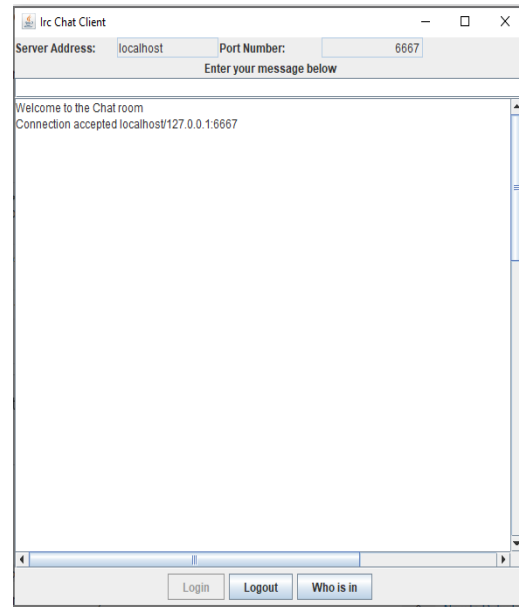 Irc Chat Client
Server Address: localhost Port Number: 6667
Enter your message below
Welcome to the Chat room
Connection accepted localhost/127.0.0.1:6667
Login Logout Who is in